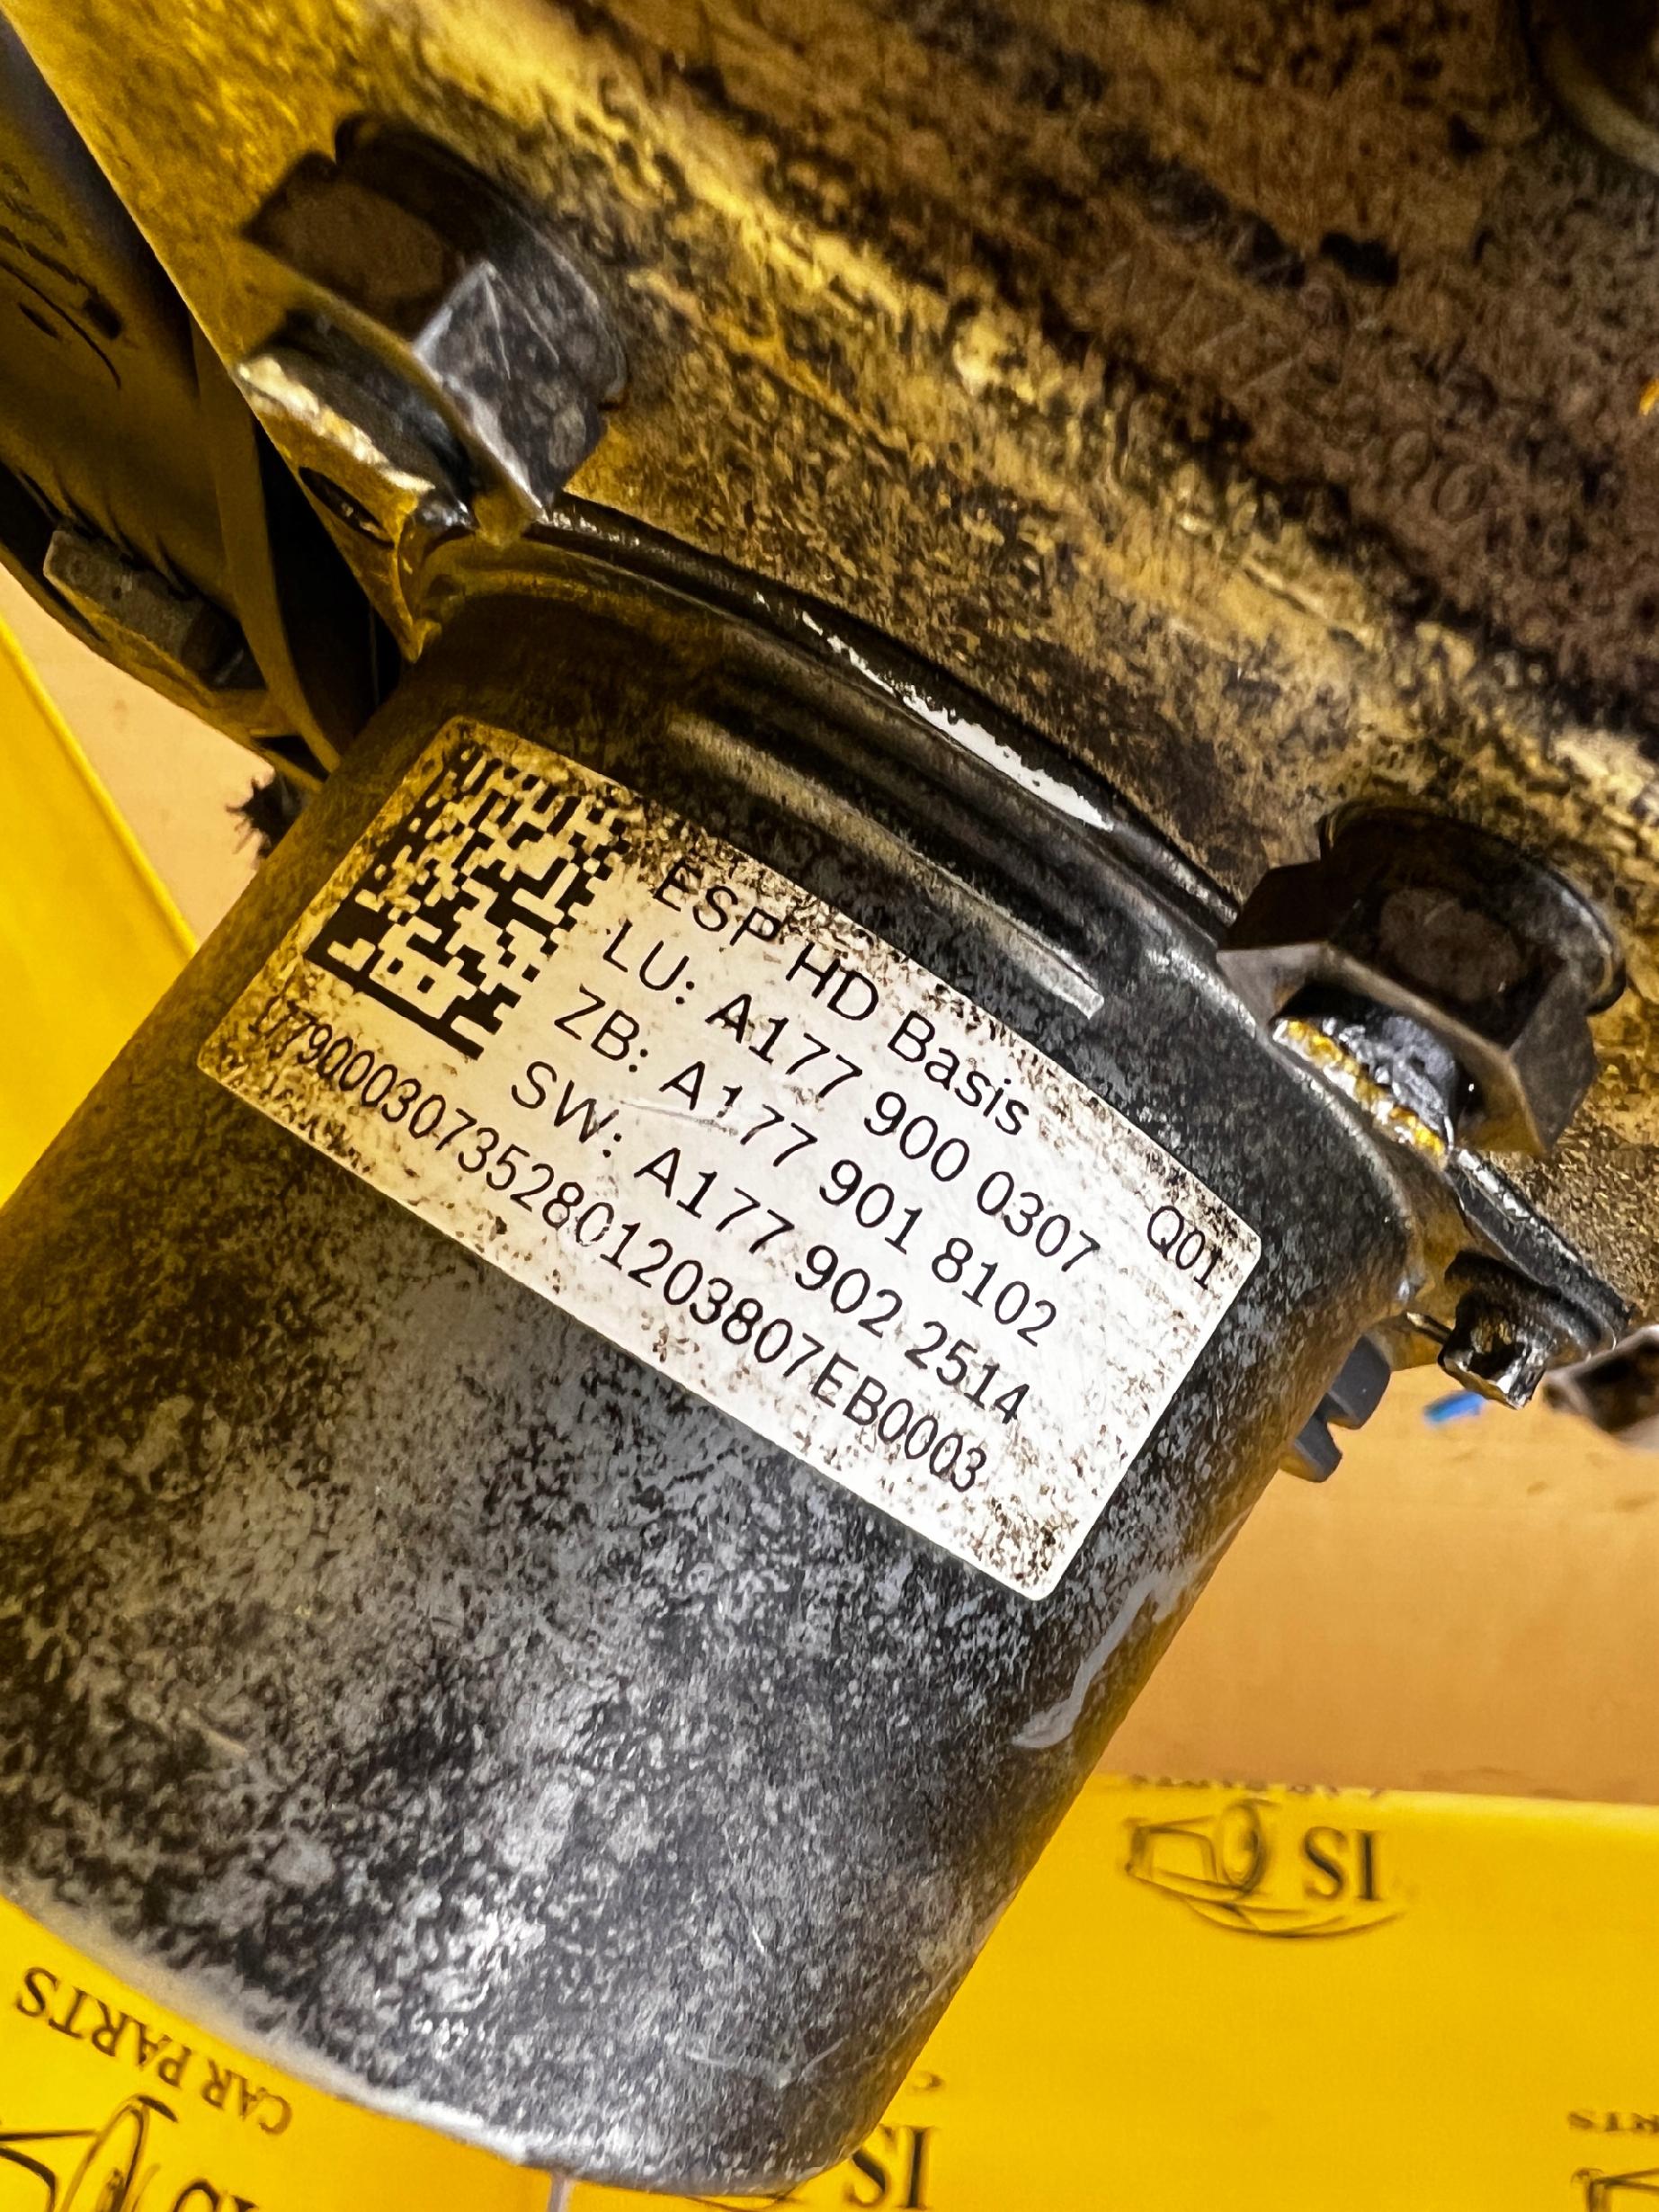 ESP HD Basis
LU: A177 900 0307 Q01
ZB: A177 901 8102
SW: A177 902 2514
1779000307352801203807EB0003
SI
CAR PARTS
SI